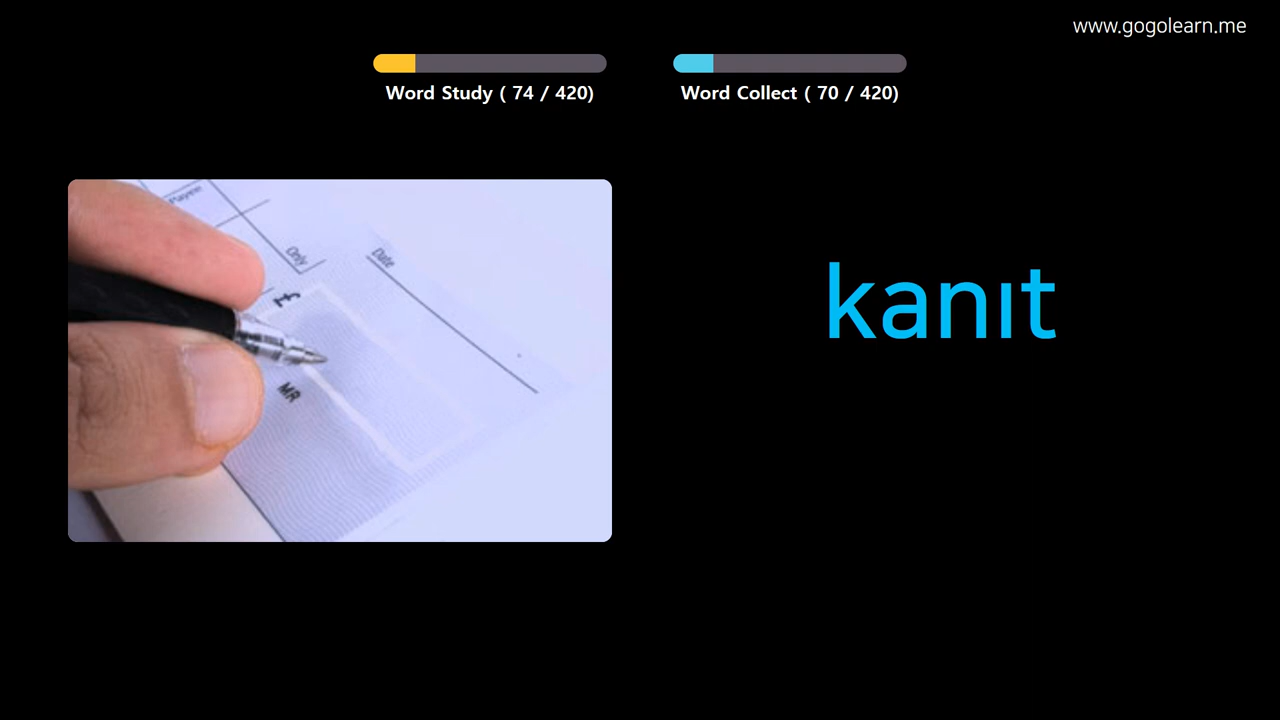 www.gogolearn.me
Word Study ( 74 / 420)
Word Collect ( 70 / 420)
kanıt
Payee
Only
£
Date
MR